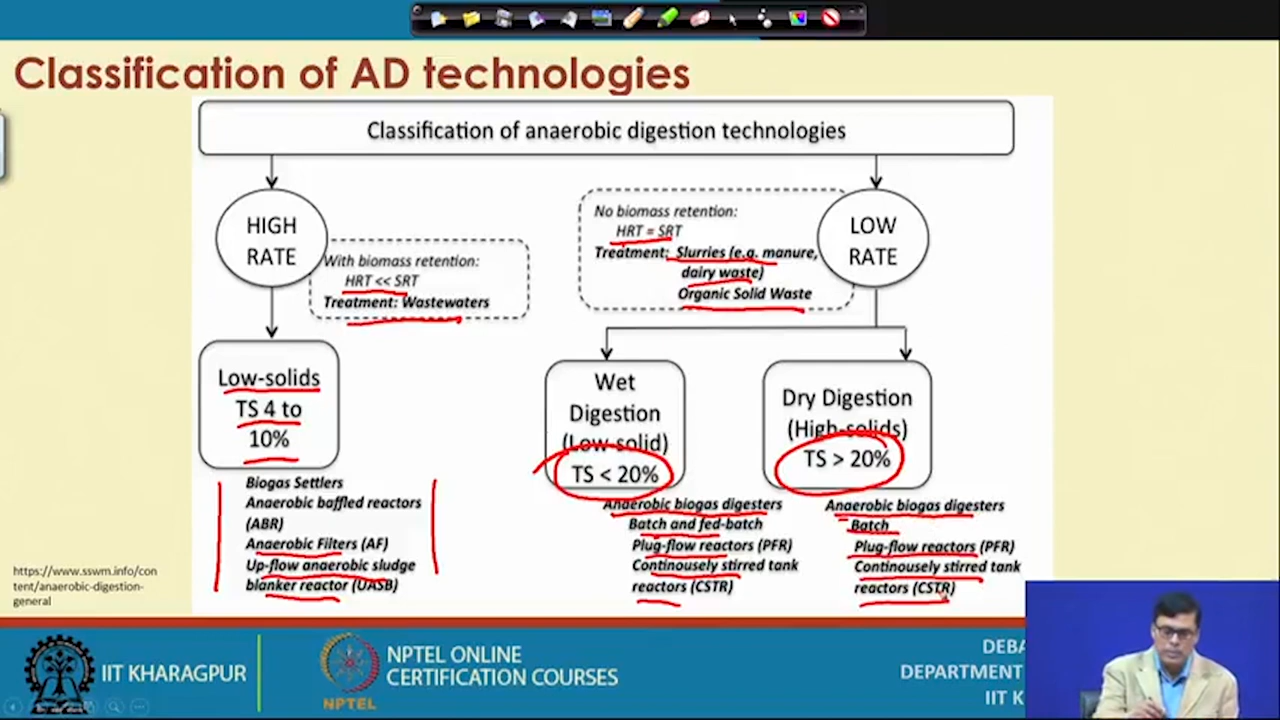 Classification of AD technologies
Classification of anaerobic digestion technologies
HIGH
RATE
With biomass retention:
HRT << SRT
Treatment: Wastewaters
No biomass retention:
HRT = SRT
Treatment: Slurries (e.g. manure,
dairy waste)
Organic Solid Waste
LOW
RATE
Low-solids
TS 4 to
10%
Biogas Settlers
Anaerobic baffled reactors
(ABR)
Anaerobic Filters (AF)
Up-flow anaerobic sludge
blanker reactor (UASB)
Wet
Digestion
(Low-solid)
TS < 20%
Anaerobic biogas digesters
Batch and fed-batch
Plug-flow reactors (PFR)
Continousely stirred tank
reactors (CSTR)
Dry Digestion
(High-solids)
TS > 20%
Anaerobic biogas digesters
Batch
Plug-flow reactors (PFR)
Continousely stirred tank
reactors (CSTR)
https://www.sswm.info/con
tent/anaerobic-digestion-
general
IIT KHARAGPUR
NPTEL
NPTEL ONLINE
CERTIFICATION COURSES
DEBA
DEPARTMENT
IIT K